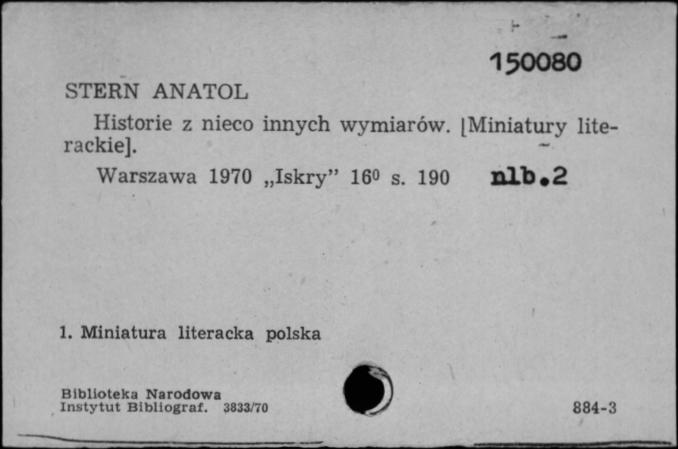 150080
STERN ANATOL
Historie z nieco innych wymiarów. [Miniatury lite-
rackie].
Warszawa 1970 „Iskry” 16⁰ s. 190 nlb.2
1. Miniatura literacka polska
Biblioteka Narodowa
Instytut Bibliograf. 3833/70
884-3